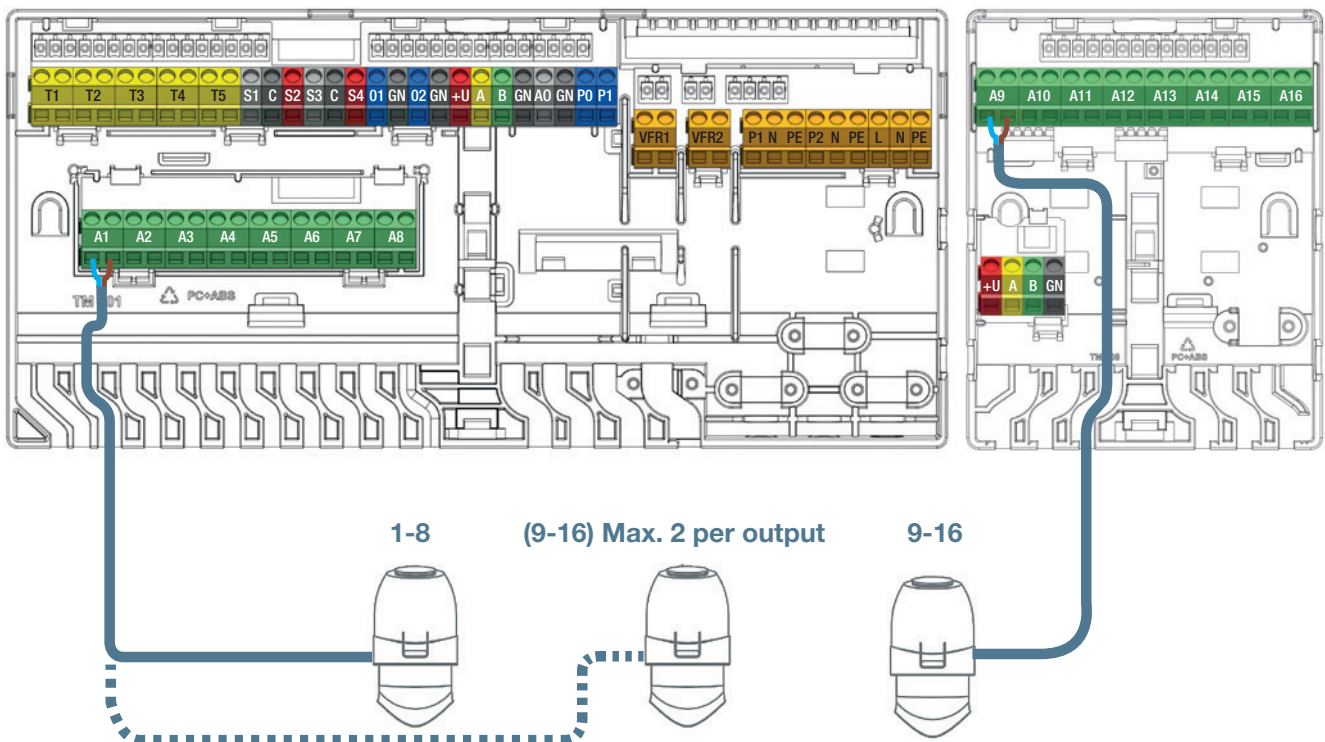 T1 T2 T3 T4 T5 S1 C S2 S3 C S4 01 GN 02 GN +U A B GN AO GN P0 P1
VFR1 VFR2 P1 N PE P2 N PE L N PE
A1 A2 A3 A4 A5 A6 A7 A8
PC+ABS
A9 A10 A11 A12 A13 A14 A15 A16
+U A B GN
PC+ABS
1-8 (9-16) Max. 2 per output 9-16